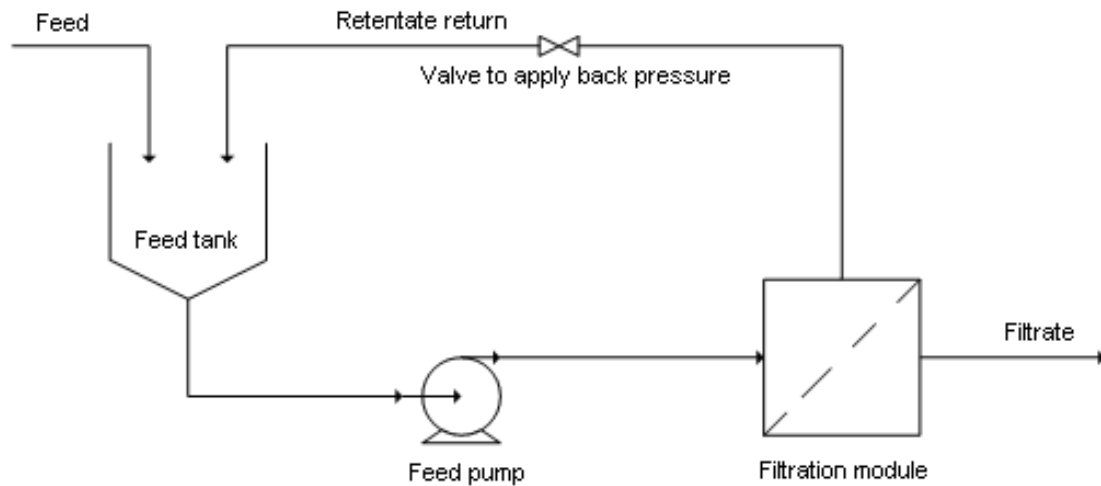 Feed
Retentate return
Valve to apply back pressure
Feed tank
Filtrate
Feed pump
Filtration module